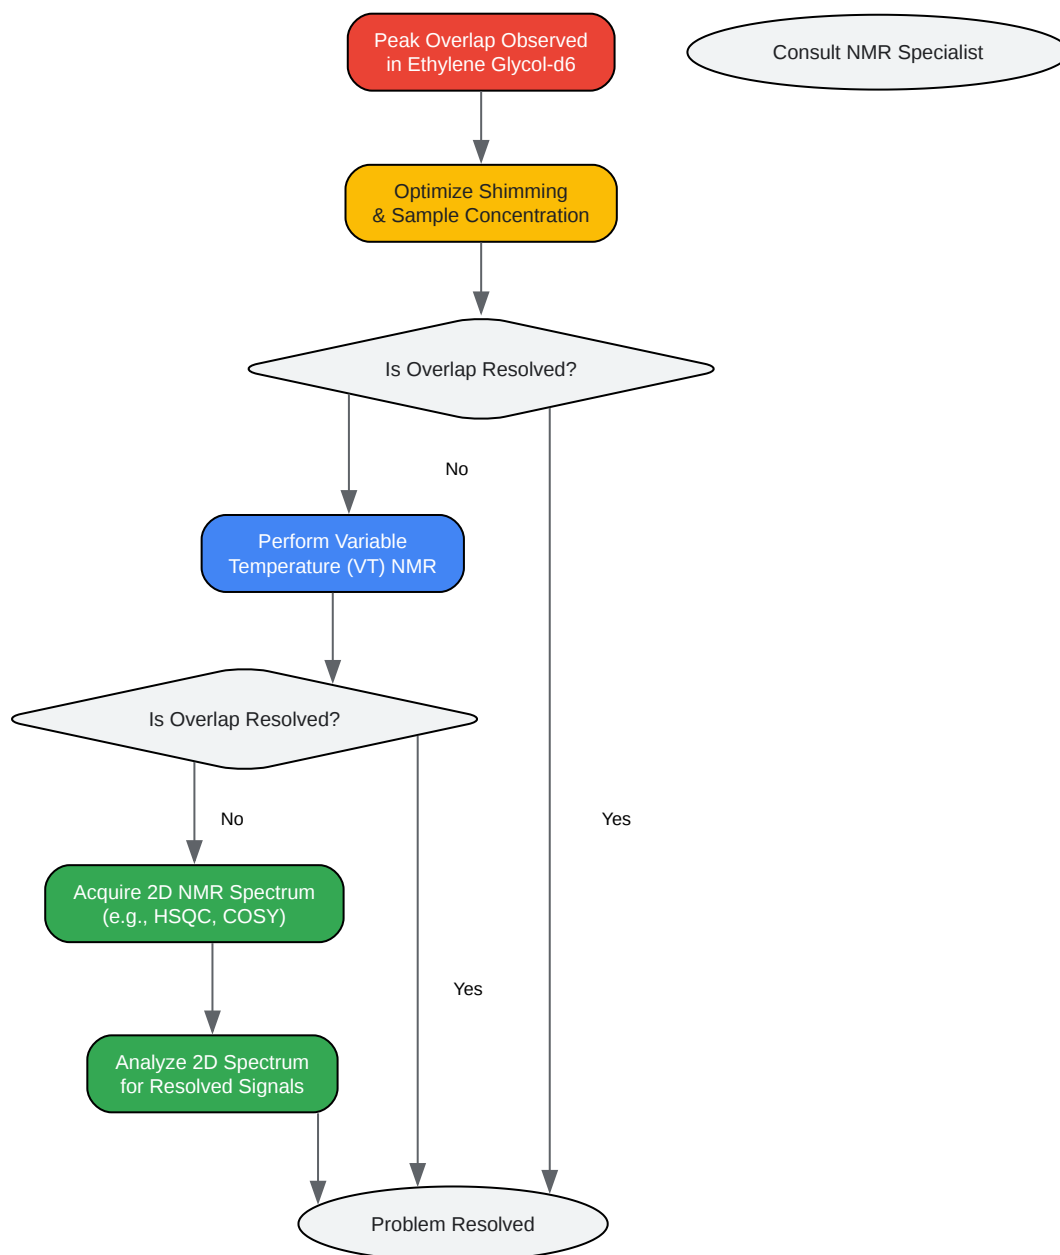 Peak Overlap Observed
in Ethylene Glycol-d6
Consult NMR Specialist
Optimize Shimming
& Sample Concentration
Is Overlap Resolved?
No
Perform Variable
Temperature (VT) NMR
Is Overlap Resolved?
No
Yes
Acquire 2D NMR Spectrum
(e.g., HSQC, COSY)
Yes
Analyze 2D Spectrum
for Resolved Signals
Problem Resolved